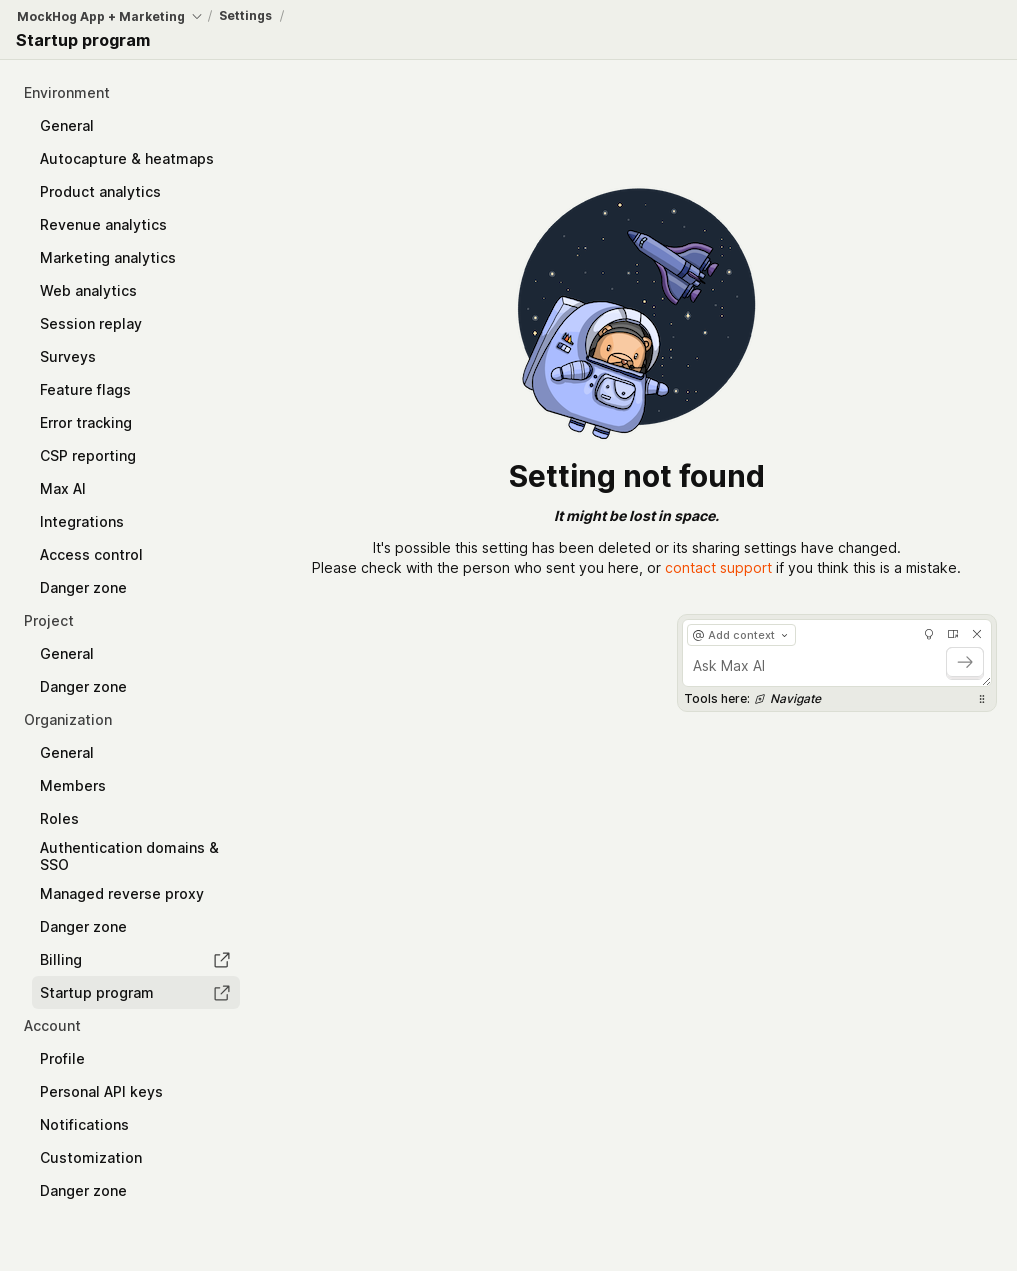 MockHog App + Marketing / Settings /
Startup program
Environment
General
Autocapture & heatmaps
Product analytics
Revenue analytics
Marketing analytics
Web analytics
Session replay
Surveys
Feature flags
Error tracking
CSP reporting
Max AI
Integrations
Access control
Danger zone
Project
General
Danger zone
Organization
General
Members
Roles
Authentication domains &
SSO
Managed reverse proxy
Danger zone
Billing
Startup program
Account
Profile
Personal API keys
Notifications
Customization
Danger zone
Setting not found
It might be lost in space.
It's possible this setting has been deleted or its sharing settings have changed.
Please check with the person who sent you here, or contact support if you think this is a mistake.
@ Add context
Ask Max AI
Tools here: Navigate